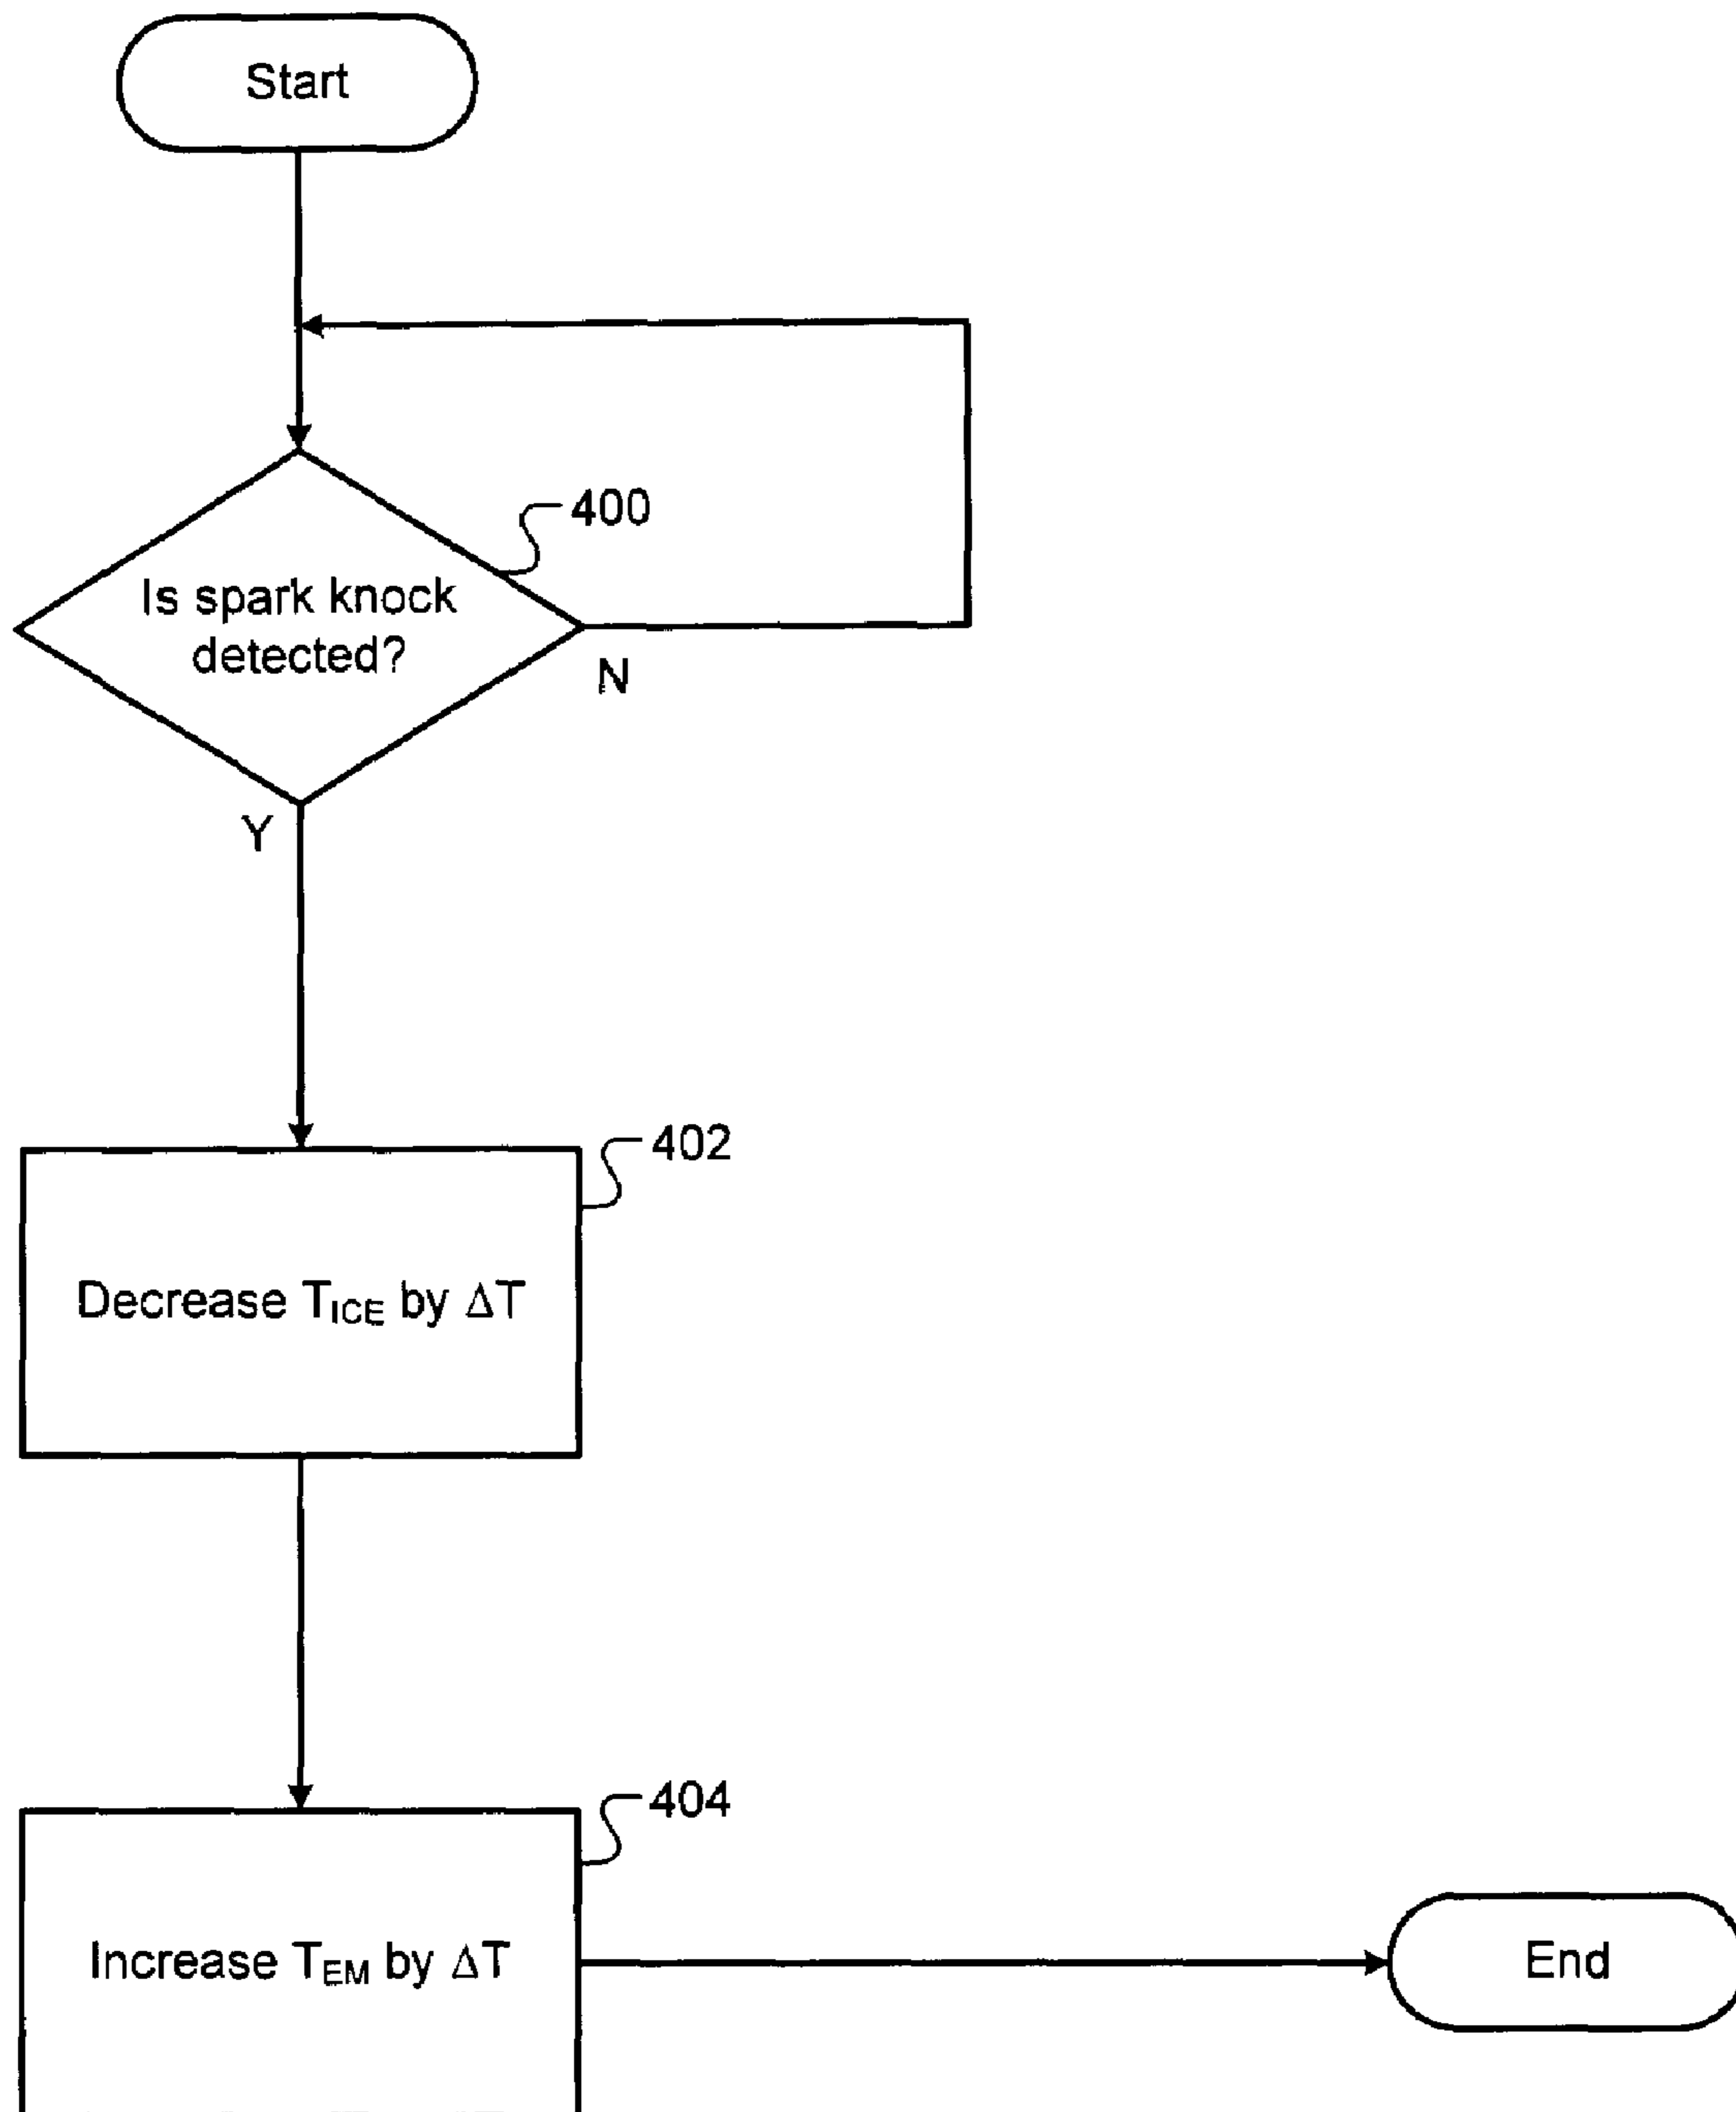 Start
400
Is spark knock
detected?
N
Y
402
Decrease T_ICE by ΔT
404
Increase T_EM by ΔT
End